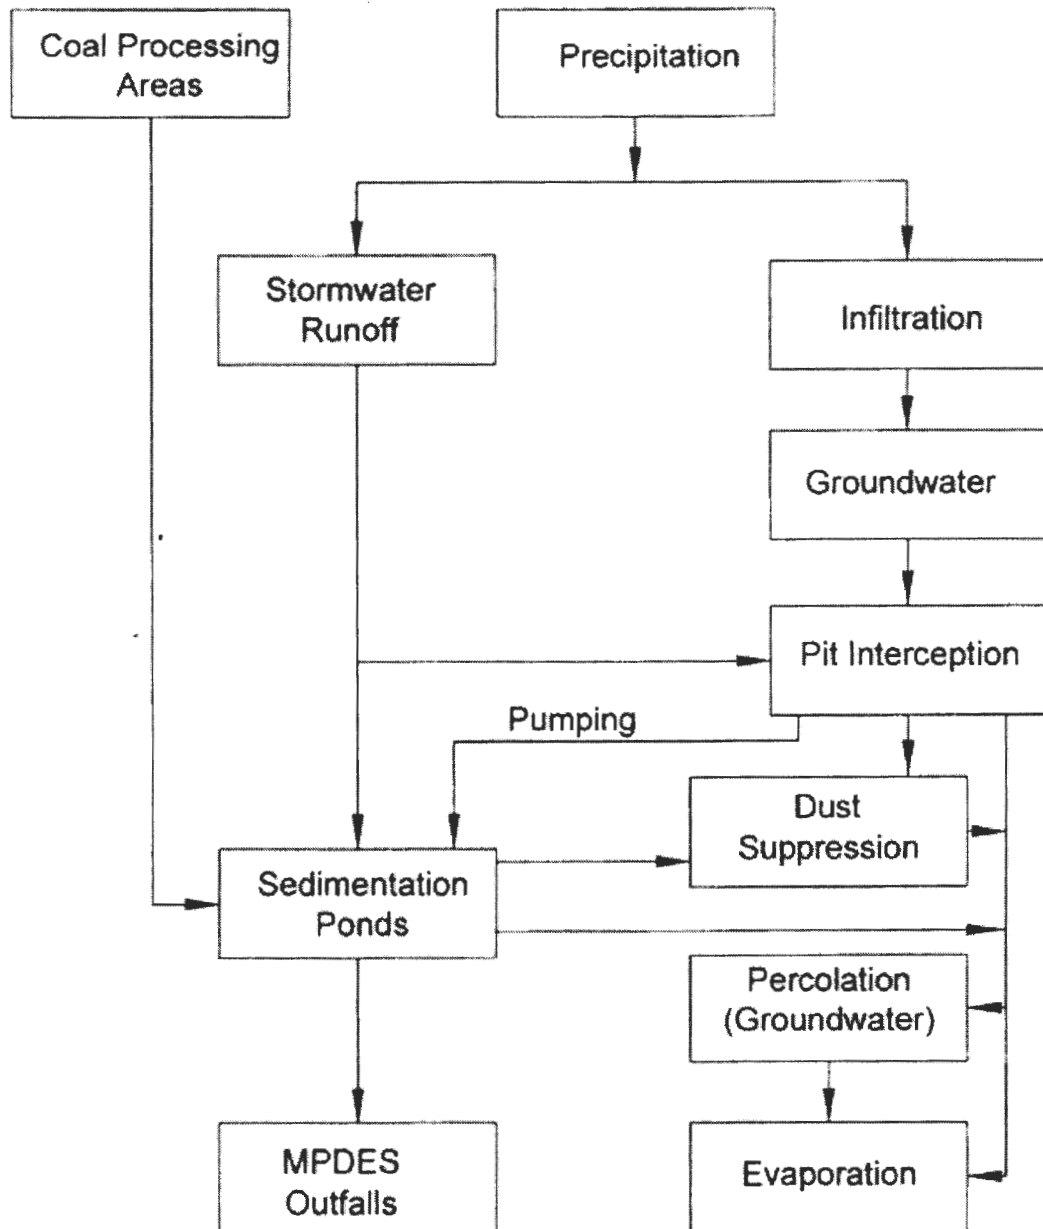 Coal Processing
Areas
Precipitation
Stormwater
Runoff
Infiltration
Groundwater
Pit Interception
Pumping
Dust
Suppression
Sedimentation
Ponds
Percolation
(Groundwater)
MPDES
Outfalls
Evaporation